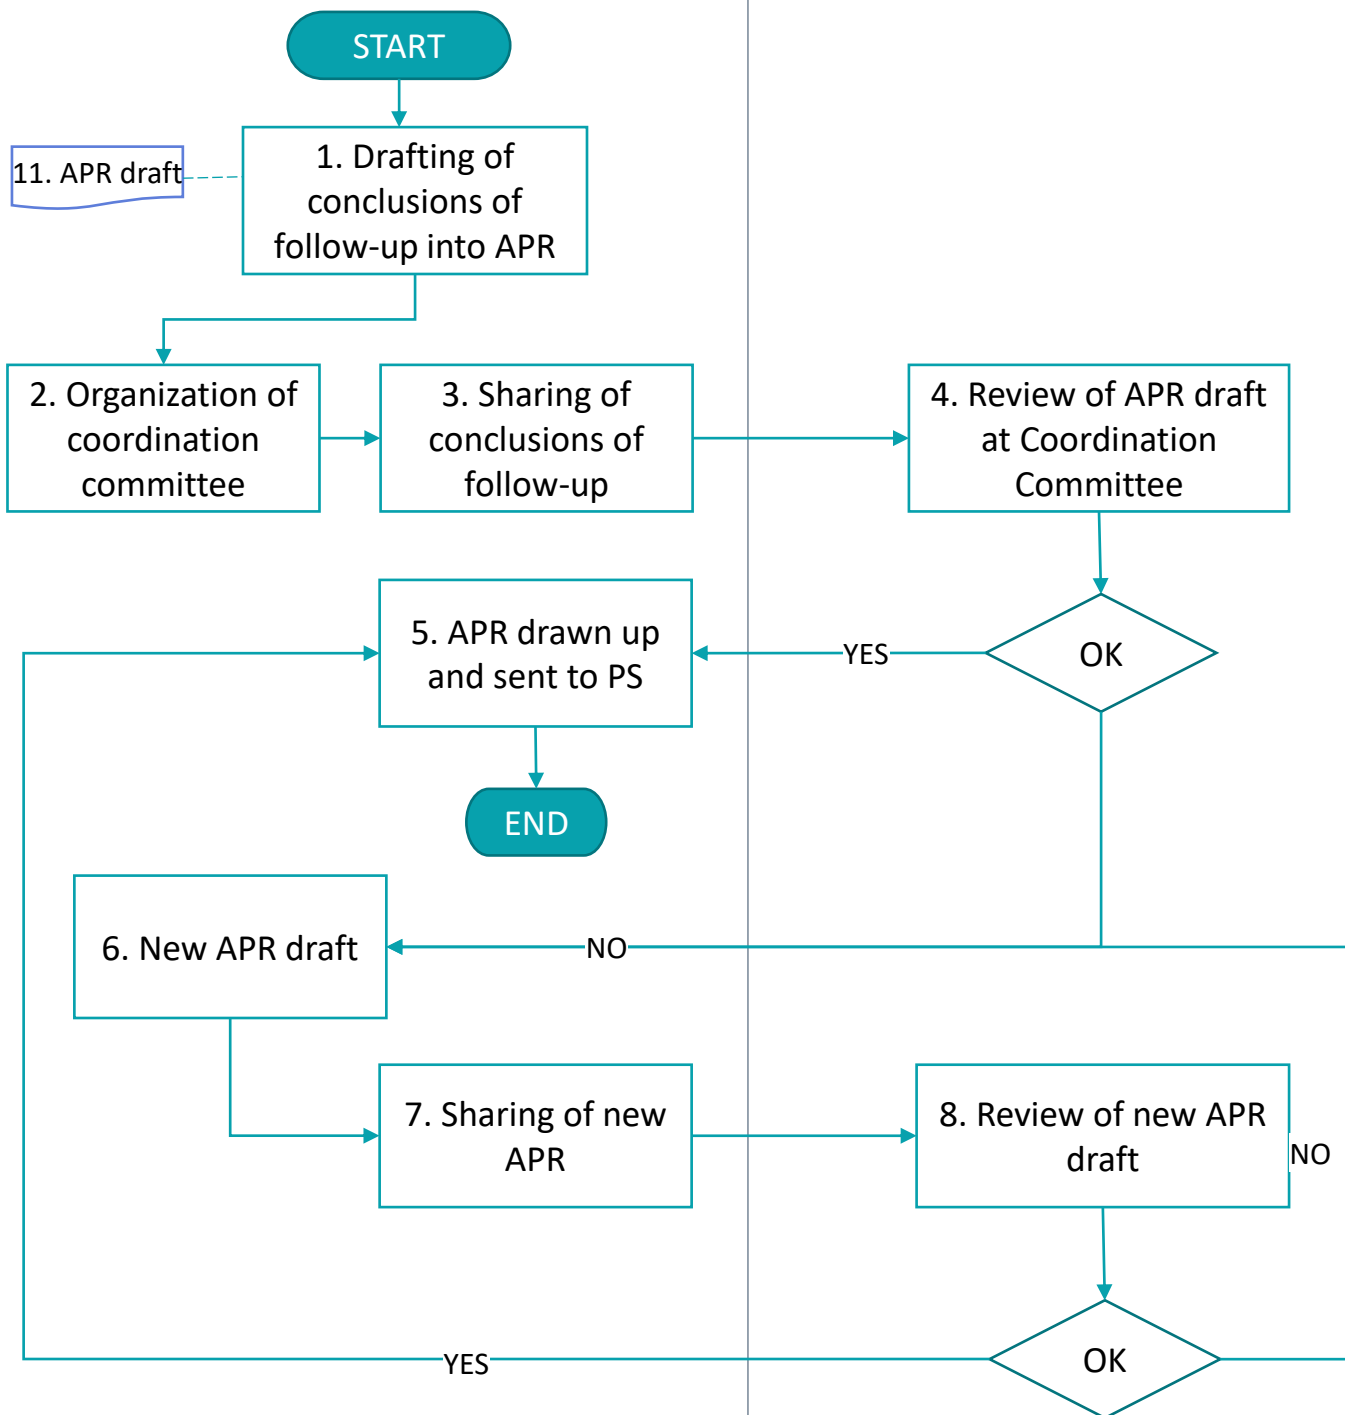 START
11. APR draft
1. Drafting of
conclusions of
follow-up into APR
2. Organization of
coordination
committee
3. Sharing of
conclusions of
follow-up
4. Review of APR draft
at Coordination
Committee
5. APR drawn up
and sent to PS
YES
OK
END
6. New APR draft
NO
7. Sharing of new
APR
8. Review of new APR
draft
NO
YES
OK